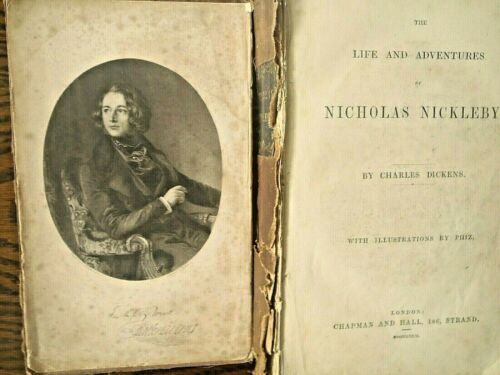 THE
LIFE AND ADVENTURES
OF
NICHOLAS NICKLEBY
BY CHARLES DICKENS.
WITH ILLUSTRATIONS BY PHIZ.
LONDON:
CHAPMAN AND HALL, 186, STRAND.